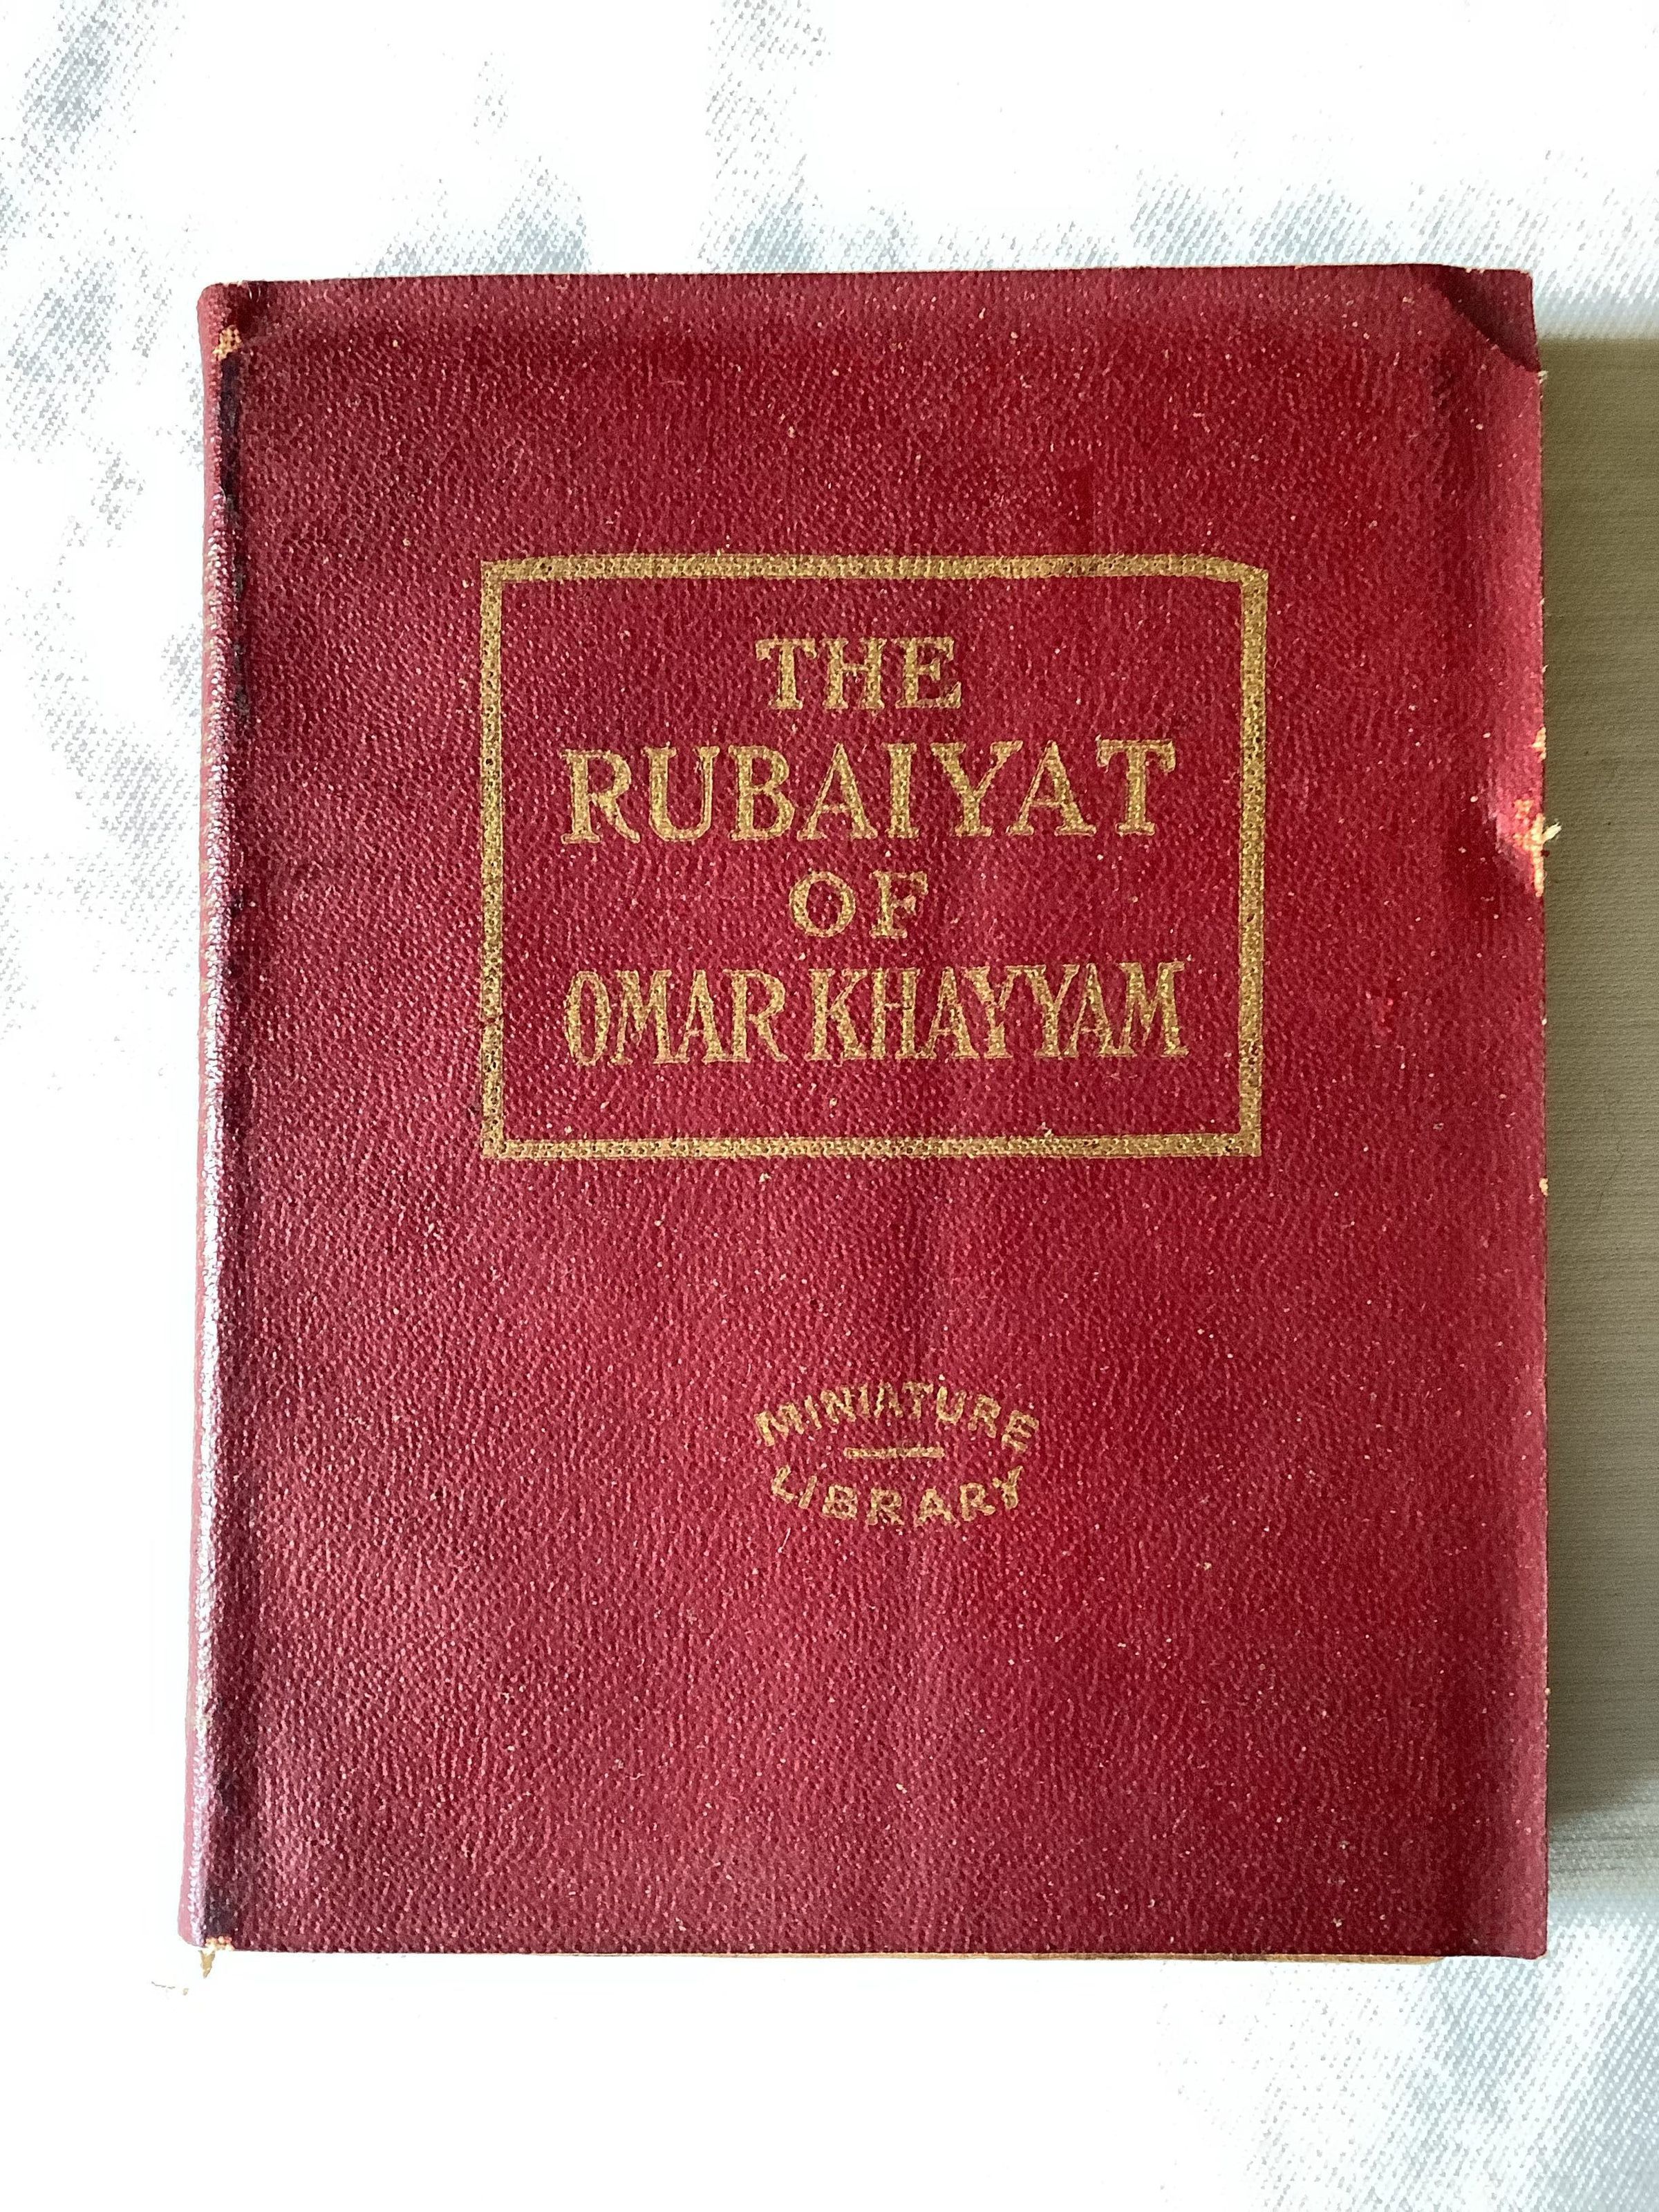 THE
RUBAIYAT
OF
OMAR KHAYYAM
MINIATURE
LIBRARY